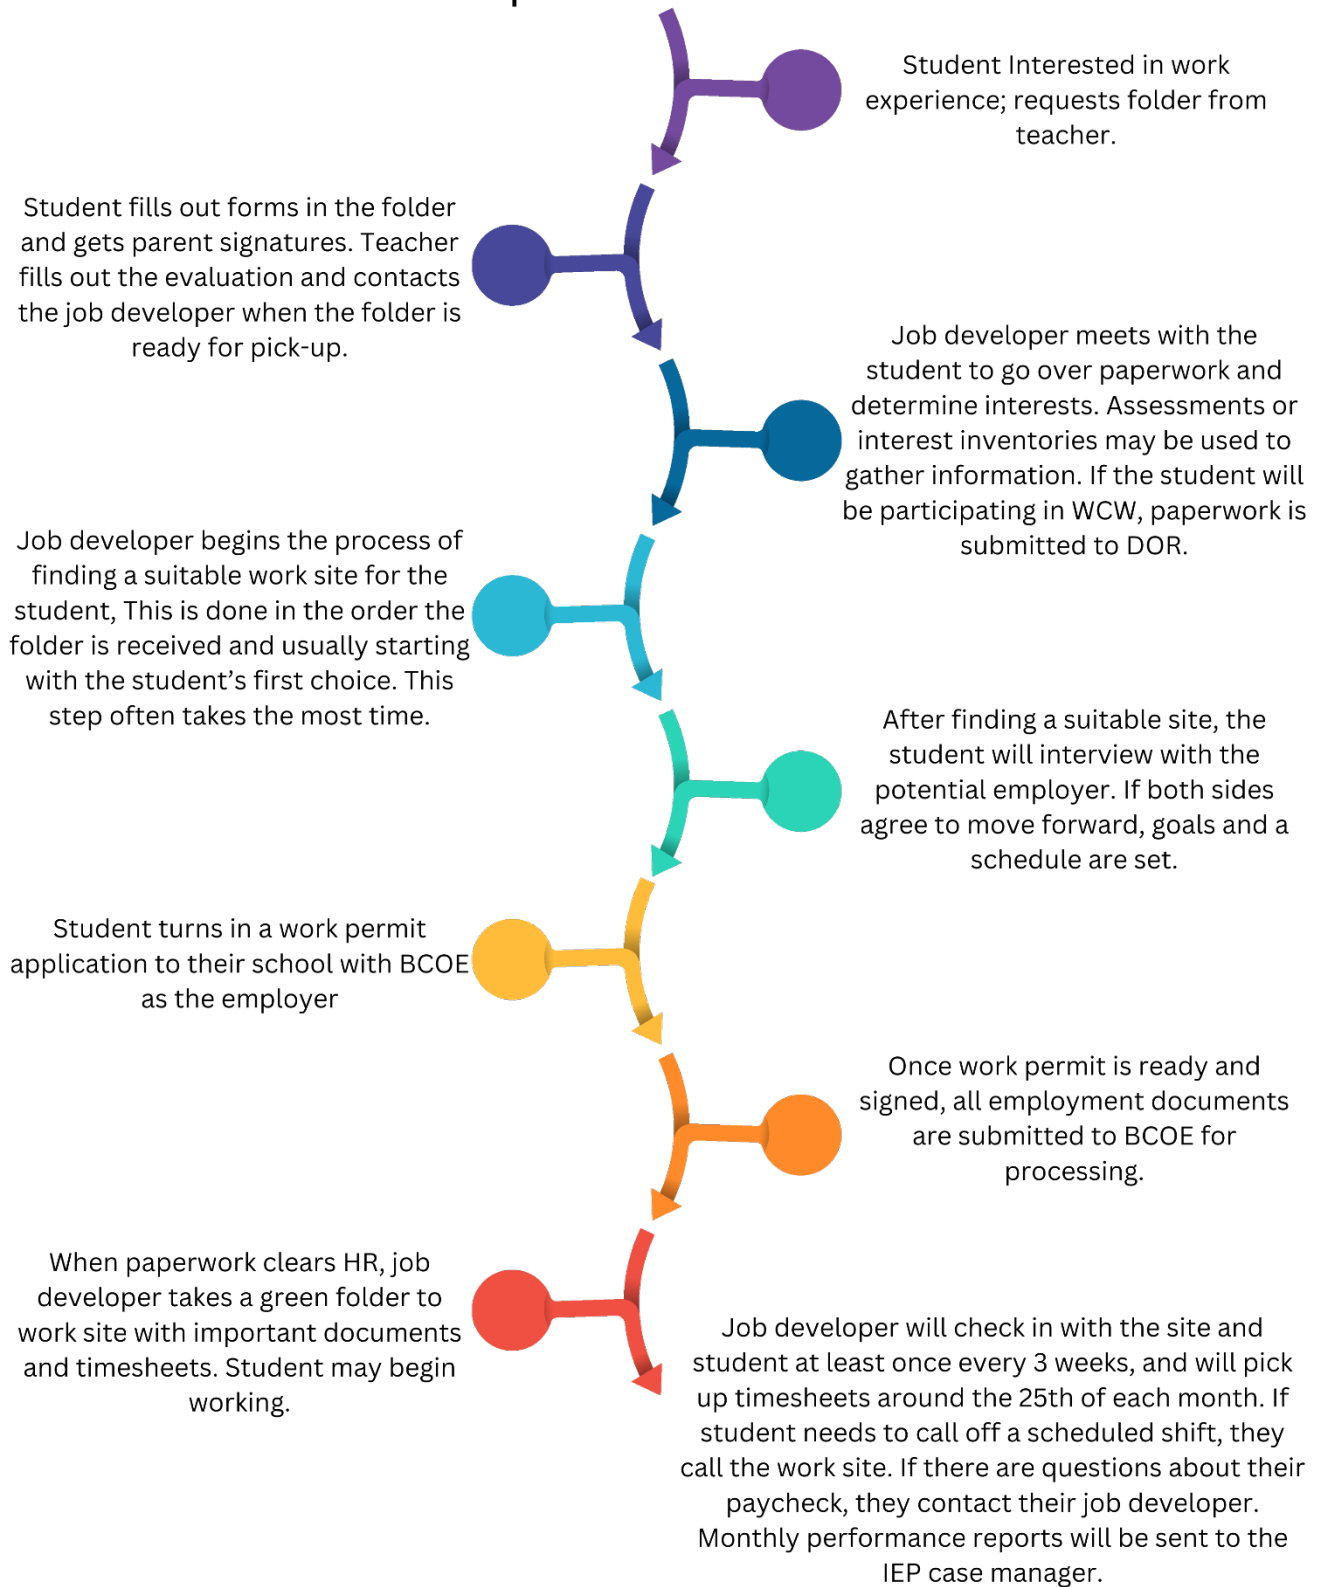 Student Interested in work
experience; requests folder from
teacher.
Student fills out forms in the folder
and gets parent signatures. Teacher
fills out the evaluation and contacts
the job developer when the folder is
ready for pick-up.
Job developer meets with the
student to go over paperwork and
determine interests. Assessments or
interest inventories may be used to
gather information. If the student will
be participating in WCW, paperwork is
submitted to DOR.
Job developer begins the process of
finding a suitable work site for the
student, This is done in the order the
folder is received and usually starting
with the student’s first choice. This
step often takes the most time.
After finding a suitable site, the
student will interview with the
potential employer. If both sides
agree to move forward, goals and a
schedule are set.
Student turns in a work permit
application to their school with BCOE
as the employer
Once work permit is ready and
signed, all employment documents
are submitted to BCOE for
processing.
When paperwork clears HR, job
developer takes a green folder to
work site with important documents
and timesheets. Student may begin
working.
Job developer will check in with the site and
student at least once every 3 weeks, and will pick
up timesheets around the 25th of each month. If
student needs to call off a scheduled shift, they
call the work site. If there are questions about their
paycheck, they contact their job developer.
Monthly performance reports will be sent to the
IEP case manager.